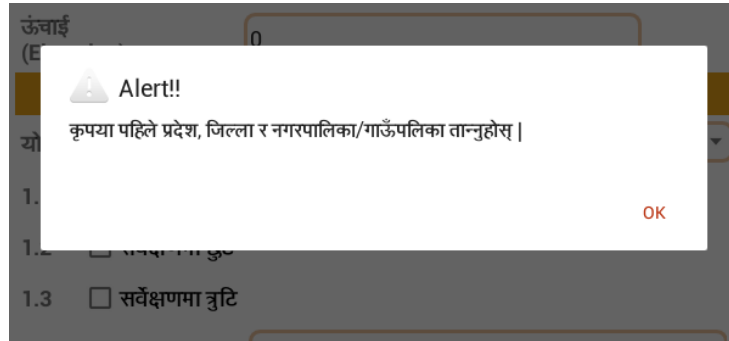 ऊंचाई
0
Alert!!
कृपया पहिले प्रदेश, जिल्ला र नगरपालिका/गाउँपलिका तान्नुहोस् |
यो
1.
OK
1.2
1.3 सर्वेक्षणमा त्रुटि